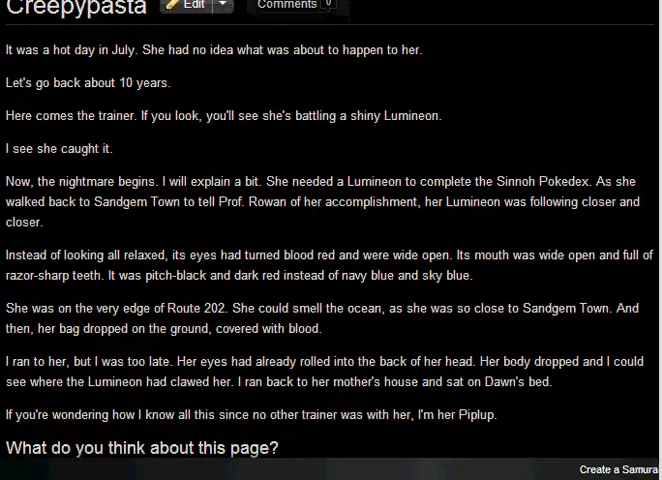 Creepypasta Edit Comments 0
It was a hot day in July. She had no idea what was about to happen to her.
Let's go back about 10 years.
Here comes the trainer. If you look, you'll see she's battling a shiny Lumineon.
I see she caught it.
Now, the nightmare begins. I will explain a bit. She needed a Lumineon to complete the Sinnoh Pokedex. As she
walked back to Sandgem Town to tell Prof. Rowan of her accomplishment, her Lumineon was following closer and
closer.
Instead of looking all relaxed, its eyes had turned blood red and were wide open. Its mouth was wide open and full of
razor-sharp teeth. It was pitch-black and dark red instead of navy blue and sky blue.
She was on the very edge of Route 202. She could smell the ocean, as she was so close to Sandgem Town. And
then, her bag dropped on the ground, covered with blood.
I ran to her, but I was too late. Her eyes had already rolled into the back of her head. Her body dropped and I could
see where the Lumineon had clawed her. I ran back to her mother's house and sat on Dawn's bed.
If you're wondering how I know all this since no other trainer was with her, I'm her Piplup.
What do you think about this page?
Create a Samura